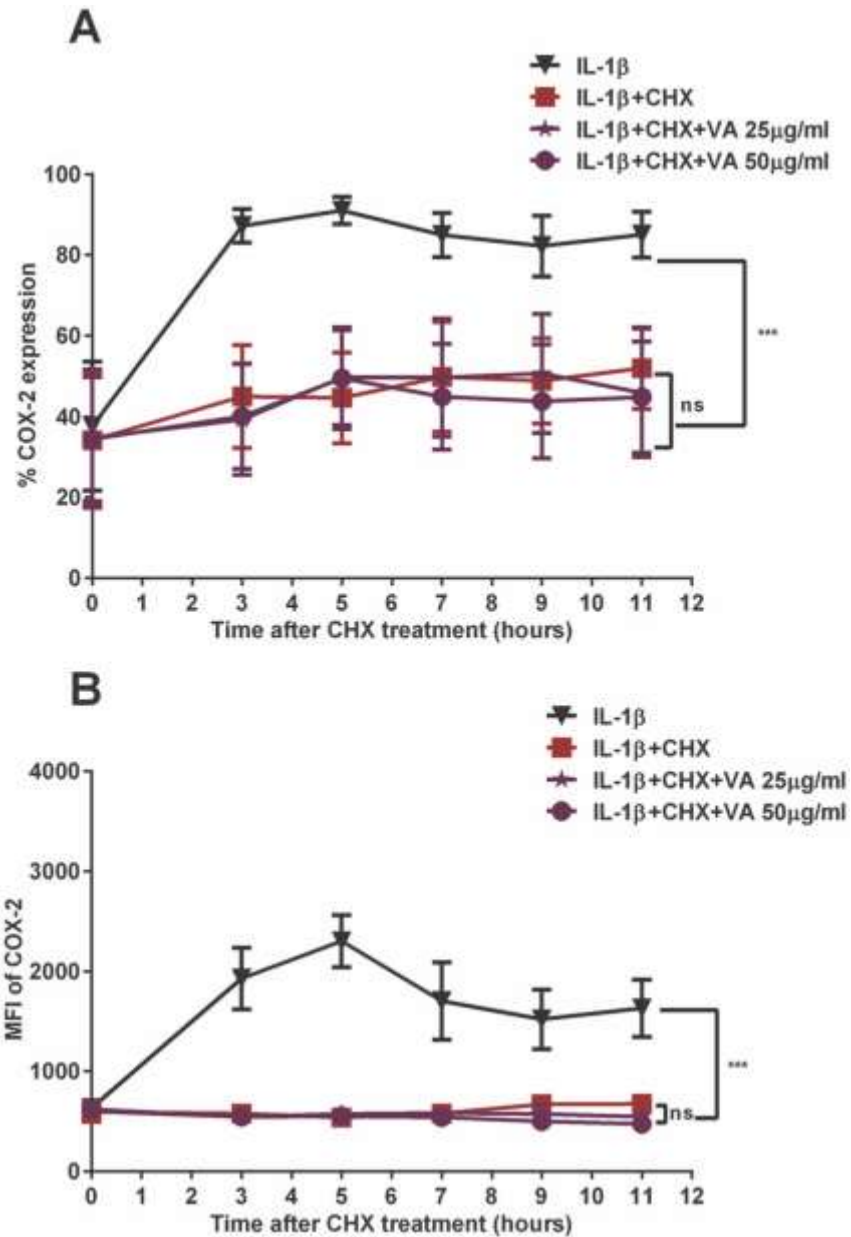 A
IL-1β
IL-1β+CHX
IL-1β+CHX+VA 25μg/ml
IL-1β+CHX+VA 50μg/ml
100
80
60
40
20
0
% COX-2 expression
***
ns
0 1 2 3 4 5 6 7 8 9 10 11 12
Time after CHX treatment (hours)
B
IL-1β
IL-1β+CHX
IL-1β+CHX+VA 25μg/ml
IL-1β+CHX+VA 50μg/ml
4000
3000
2000
1000
0
MFI of COX-2
***
ns
0 1 2 3 4 5 6 7 8 9 10 11 12
Time after CHX treatment (hours)